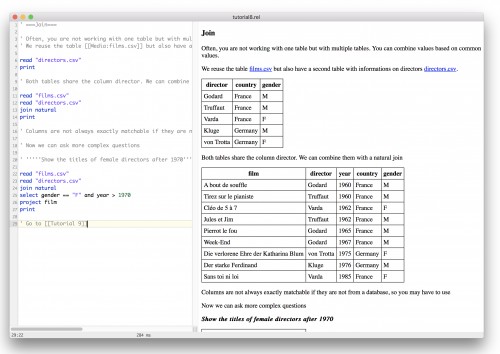 tutorial8.rel
' ===Join===
' Often, you are not working with one table but with mul
' We reuse the table [[Media:films.csv]] but also have a
read "directors.csv"
print
' Both tables share the column director. We can combine
read "films.csv"
read "directors.csv"
join natural
print
' Columns are not always exactly matchable if they are n
' Now we can ask more complex questions
' '''''Show the titles of female directors after 1970'''
read "films.csv"
read "directors.csv"
join natural
select gender == "F" and year > 1970
project film
print
' Go to [[Tutorial 9]]
29:22 204 ms
Join
Often, you are not working with one table but with multiple tables. You can combine values based on common
values.
We reuse the table films.csv but also have a second table with informations on directors directors.csv.
director country gender
Godard France M
Truffaut France M
Varda France F
Kluge Germany M
von Trotta Germany F
Both tables share the column director. We can combine them with a natural join
film director year country gender
A bout de souffle Godard 1960 France M
Tirez sur le pianiste Truffaut 1960 France M
Cléo de 5 à 7 Varda 1962 France F
Jules et Jim Truffaut 1962 France M
Pierrot le fou Godard 1965 France M
Week-End Godard 1967 France M
Die verlorene Ehre der Katharina Blum von Trotta 1975 Germany F
Der starke Ferdinand Kluge 1976 Germany M
Sans toi ni loi Varda 1985 France F
Columns are not always exactly matchable if they are not from a database, so you may have to use
Now we can ask more complex questions
Show the titles of female directors after 1970